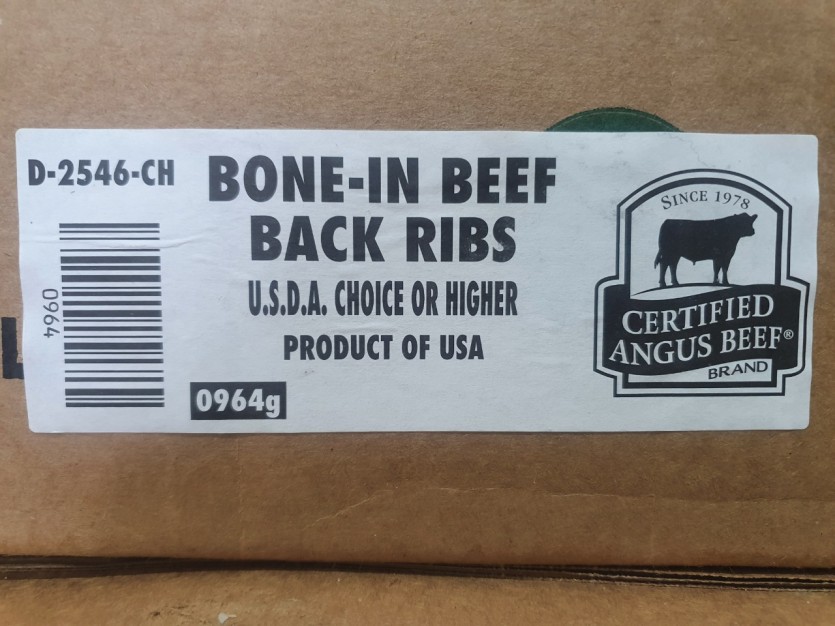 D-2546-CH
BONE-IN BEEF
BACK RIBS
U.S.D.A. CHOICE OR HIGHER
PRODUCT OF USA
0964
0964g
SINCE 1978
CERTIFIED
ANGUS BEEF®
BRAND